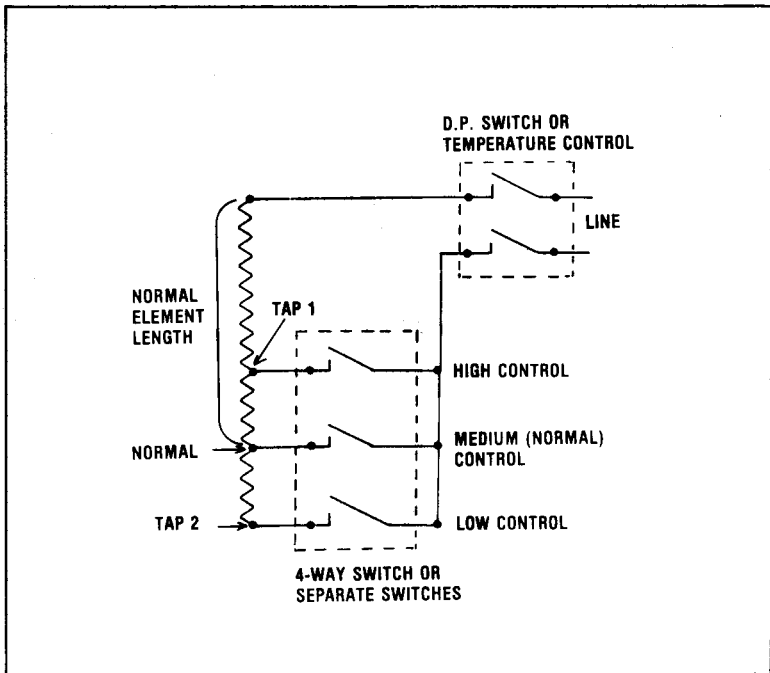 D.P. SWITCH OR
TEMPERATURE CONTROL
LINE
NORMAL
ELEMENT
LENGTH
TAP 1
HIGH CONTROL
NORMAL
MEDIUM (NORMAL)
CONTROL
TAP 2
LOW CONTROL
4-WAY SWITCH OR
SEPARATE SWITCHES